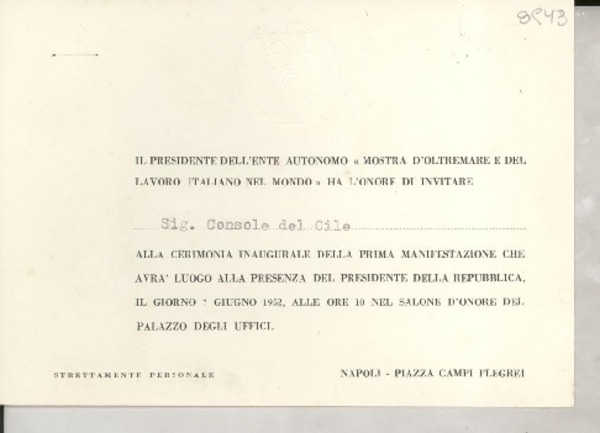 8943
IL PRESIDENTE DELL'ENTE AUTONOMO « MOSTRA D'OLTREMARE E DEL
LAVORO ITALIANO NEL MONDO » HA L'ONORE DI INVITARE
Sig. Console del Cile
ALLA CERIMONIA INAUGURALE DELLA PRIMA MANIFESTAZIONE CHE
AVRA' LUOGO ALLA PRESENZA DEL PRESIDENTE DELLA REPUBBLICA,
IL GIORNO GIUGNO 1952, ALLE ORE 10 NEL SALONE D'ONORE DEL
PALAZZO DEGLI UFFICI.
STRETTAMENTE PERSONALE
NAPOLI - PIAZZA CAMPI FLEGREI